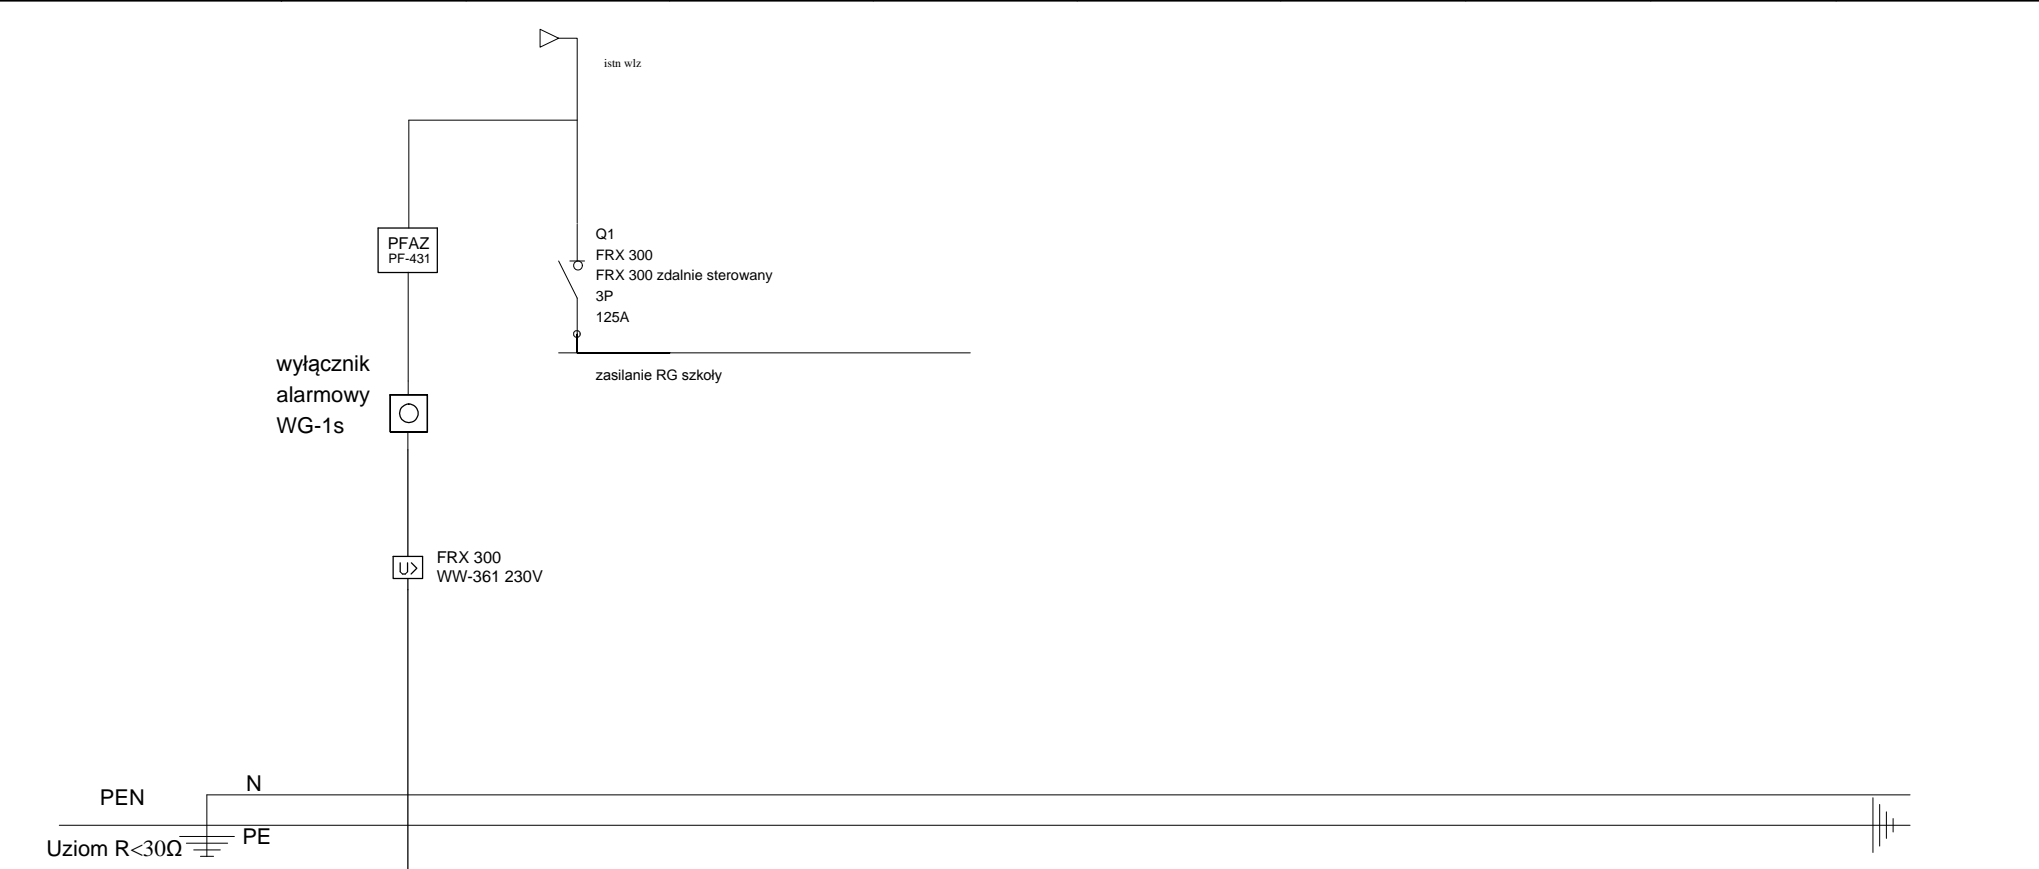 istn wlz
PFAZ
PF-431
Q1
FRX 300
FRX 300 zdalnie sterowany
3P
125A
zasilanie RG szkoły
wyłącznik
alarmowy
WG-1s
U>
FRX 300
WW-361 230V
PEN
N
PE
Uziom R<30Ω